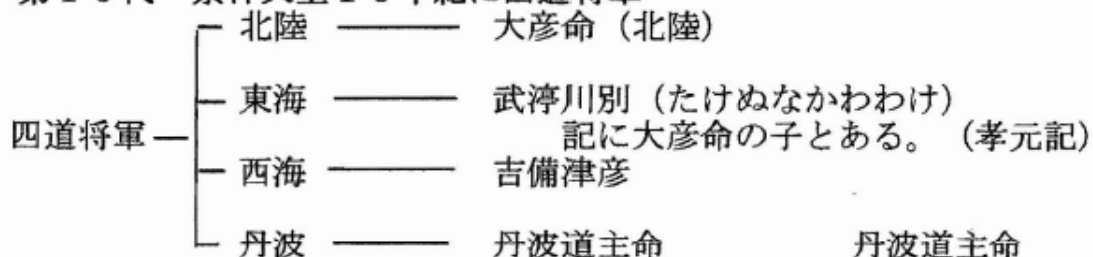 北陸 大彦命（北陸）
東海 武渟川別（たけぬなかわわけ）
記に大彦命の子とある。（孝元記）
四道将軍
西海 吉備津彦
丹波 丹波道主命 丹波道主命